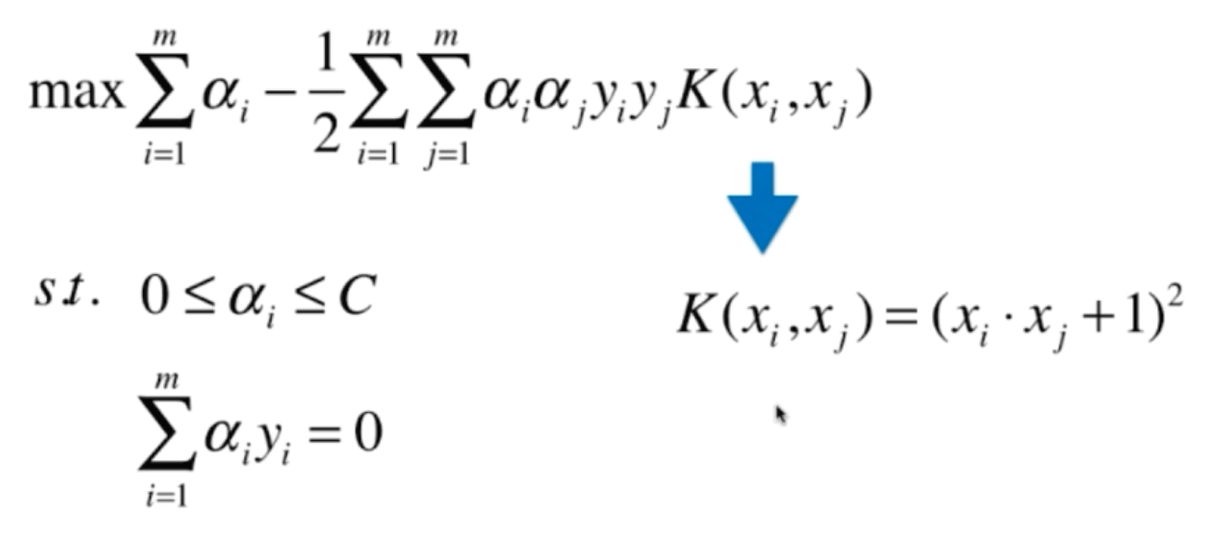 max ∑_{i=1}^{m} α_i − \frac{1}{2} ∑_{i=1}^{m} ∑_{j=1}^{m} α_i α_j y_i y_j K(x_i, x_j)
s.t. 0 ≤ α_i ≤ C
K(x_i, x_j) = (x_i · x_j + 1)^2
∑_{i=1}^{m} α_i y_i = 0